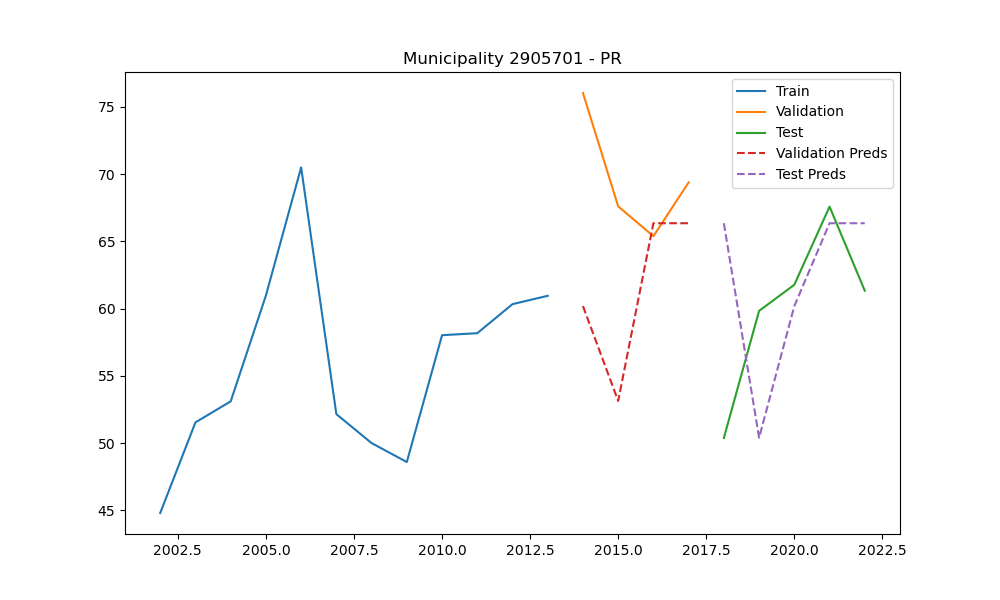 Municipality 2905701 - PR
Train
Validation
Test
Validation Preds
Test Preds
75
70
65
60
55
50
45
2002.5 2005.0 2007.5 2010.0 2012.5 2015.0 2017.5 2020.0 2022.5